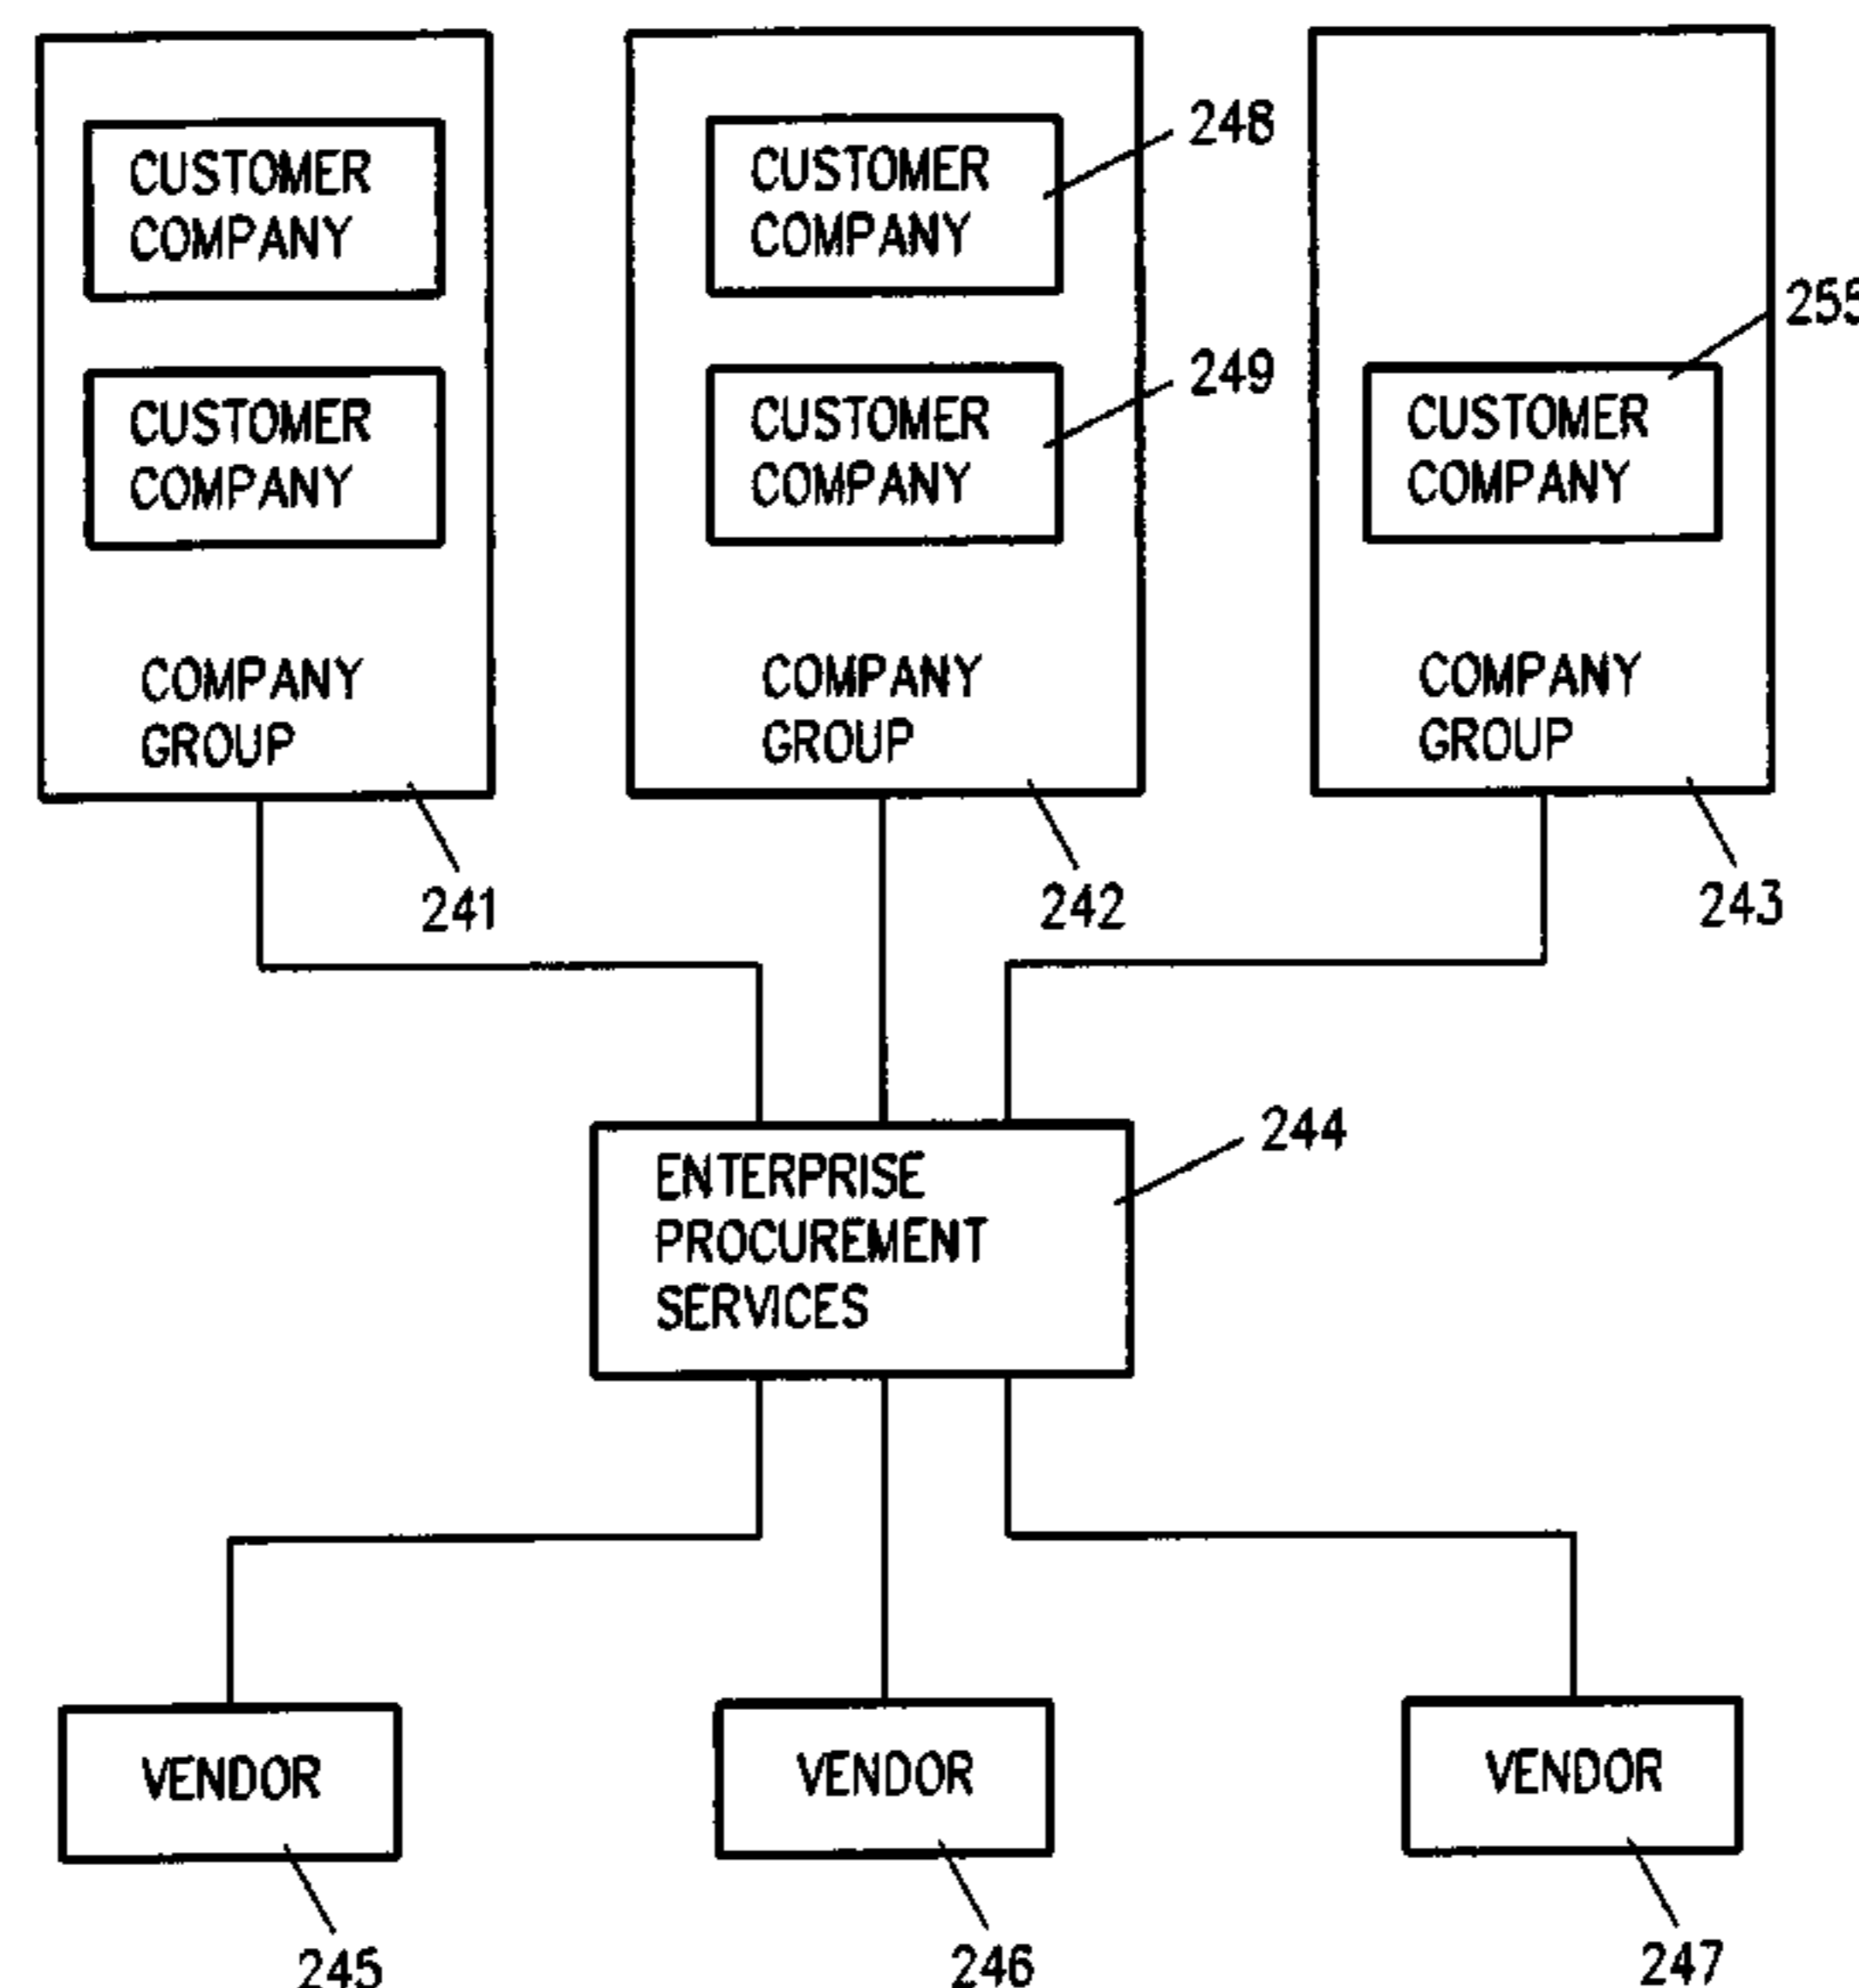 CUSTOMER
COMPANY
CUSTOMER
COMPANY
COMPANY
GROUP
241
CUSTOMER
COMPANY
248
CUSTOMER
COMPANY
249
COMPANY
GROUP
242
255
CUSTOMER
COMPANY
COMPANY
GROUP
243
ENTERPRISE
PROCUREMENT
SERVICES
244
VENDOR
245
VENDOR
246
VENDOR
247